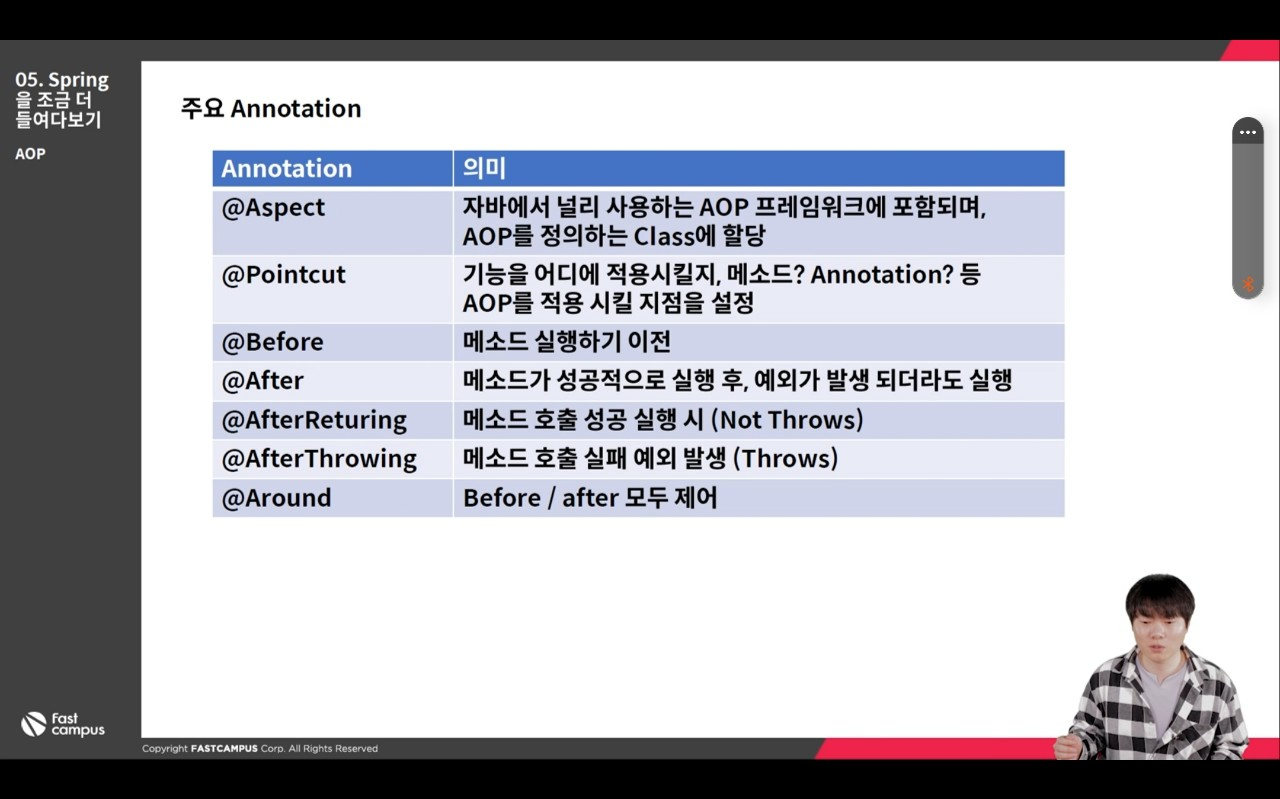 05. Spring
을 조금 더
들여다보기
AOP
주요 Annotation
Annotation 의미
@Aspect 자바에서 널리 사용하는 AOP 프레임워크에 포함되며,
AOP를 정의하는 Class에 할당
@Pointcut 기능을 어디에 적용시킬지, 메소드? Annotation? 등
AOP를 적용 시킬 지점을 설정
@Before 메소드 실행하기 이전
@After 메소드가 성공적으로 실행 후, 예외가 발생 되더라도 실행
@AfterReturing 메소드 호출 성공 실행 시 (Not Throws)
@AfterThrowing 메소드 호출 실패 예외 발생 (Throws)
@Around Before / after 모두 제어
Fast
campus
Copyright FASTCAMPUS Corp. All Rights Reserved